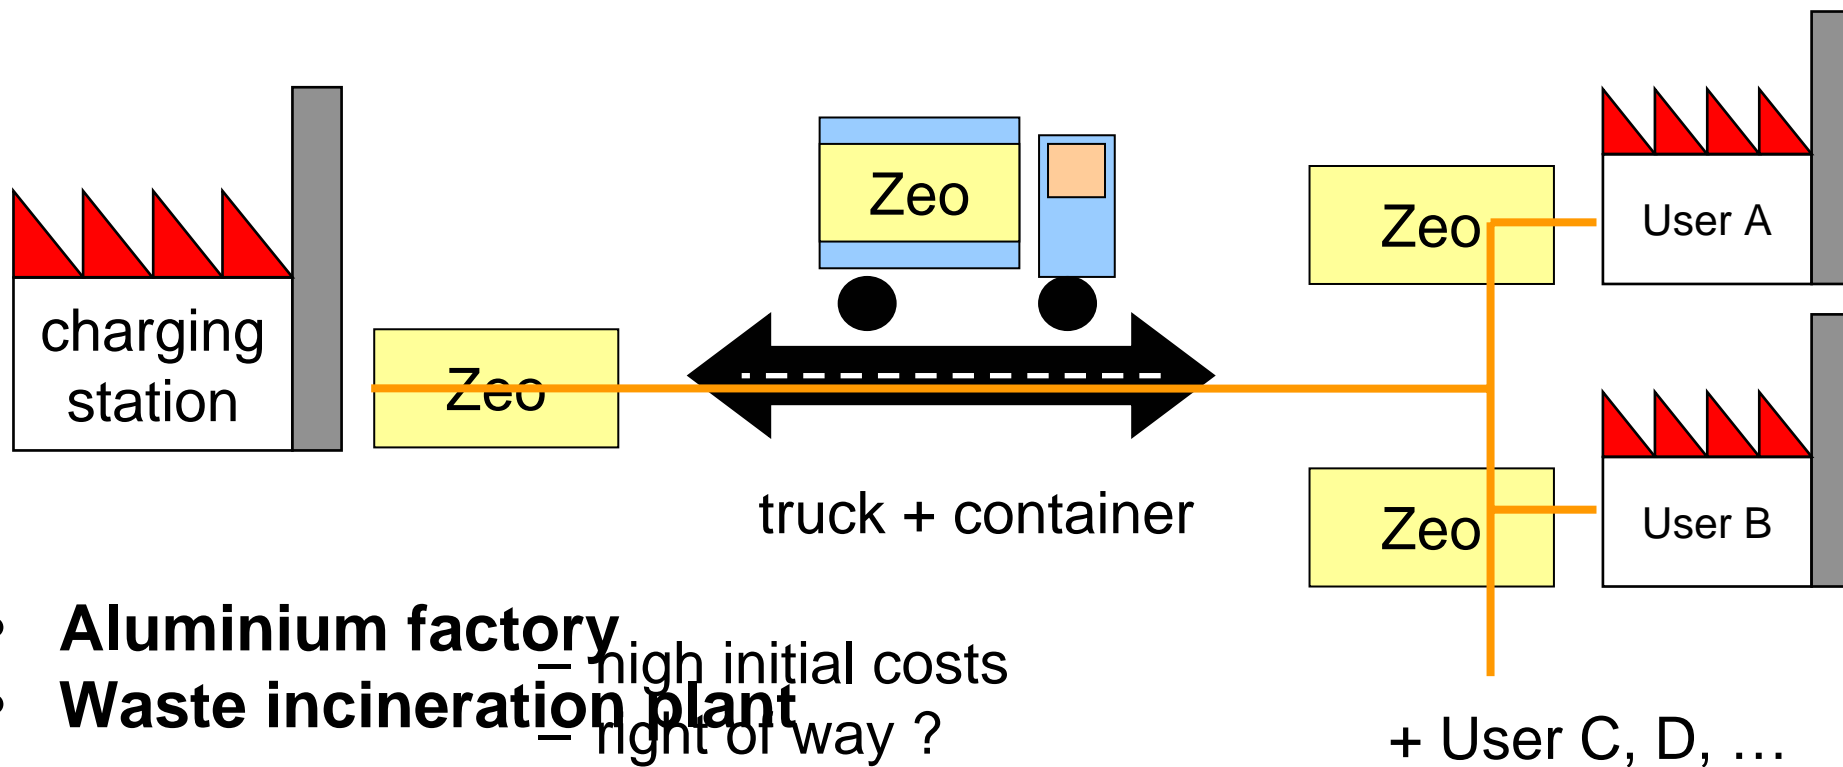 Zeo
Zeo
User A
charging
station
Zeo
truck + container
Zeo
User B
• Aluminium factory
– high initial costs
• Waste incineration plant
– right of way ?
+ User C, D, …